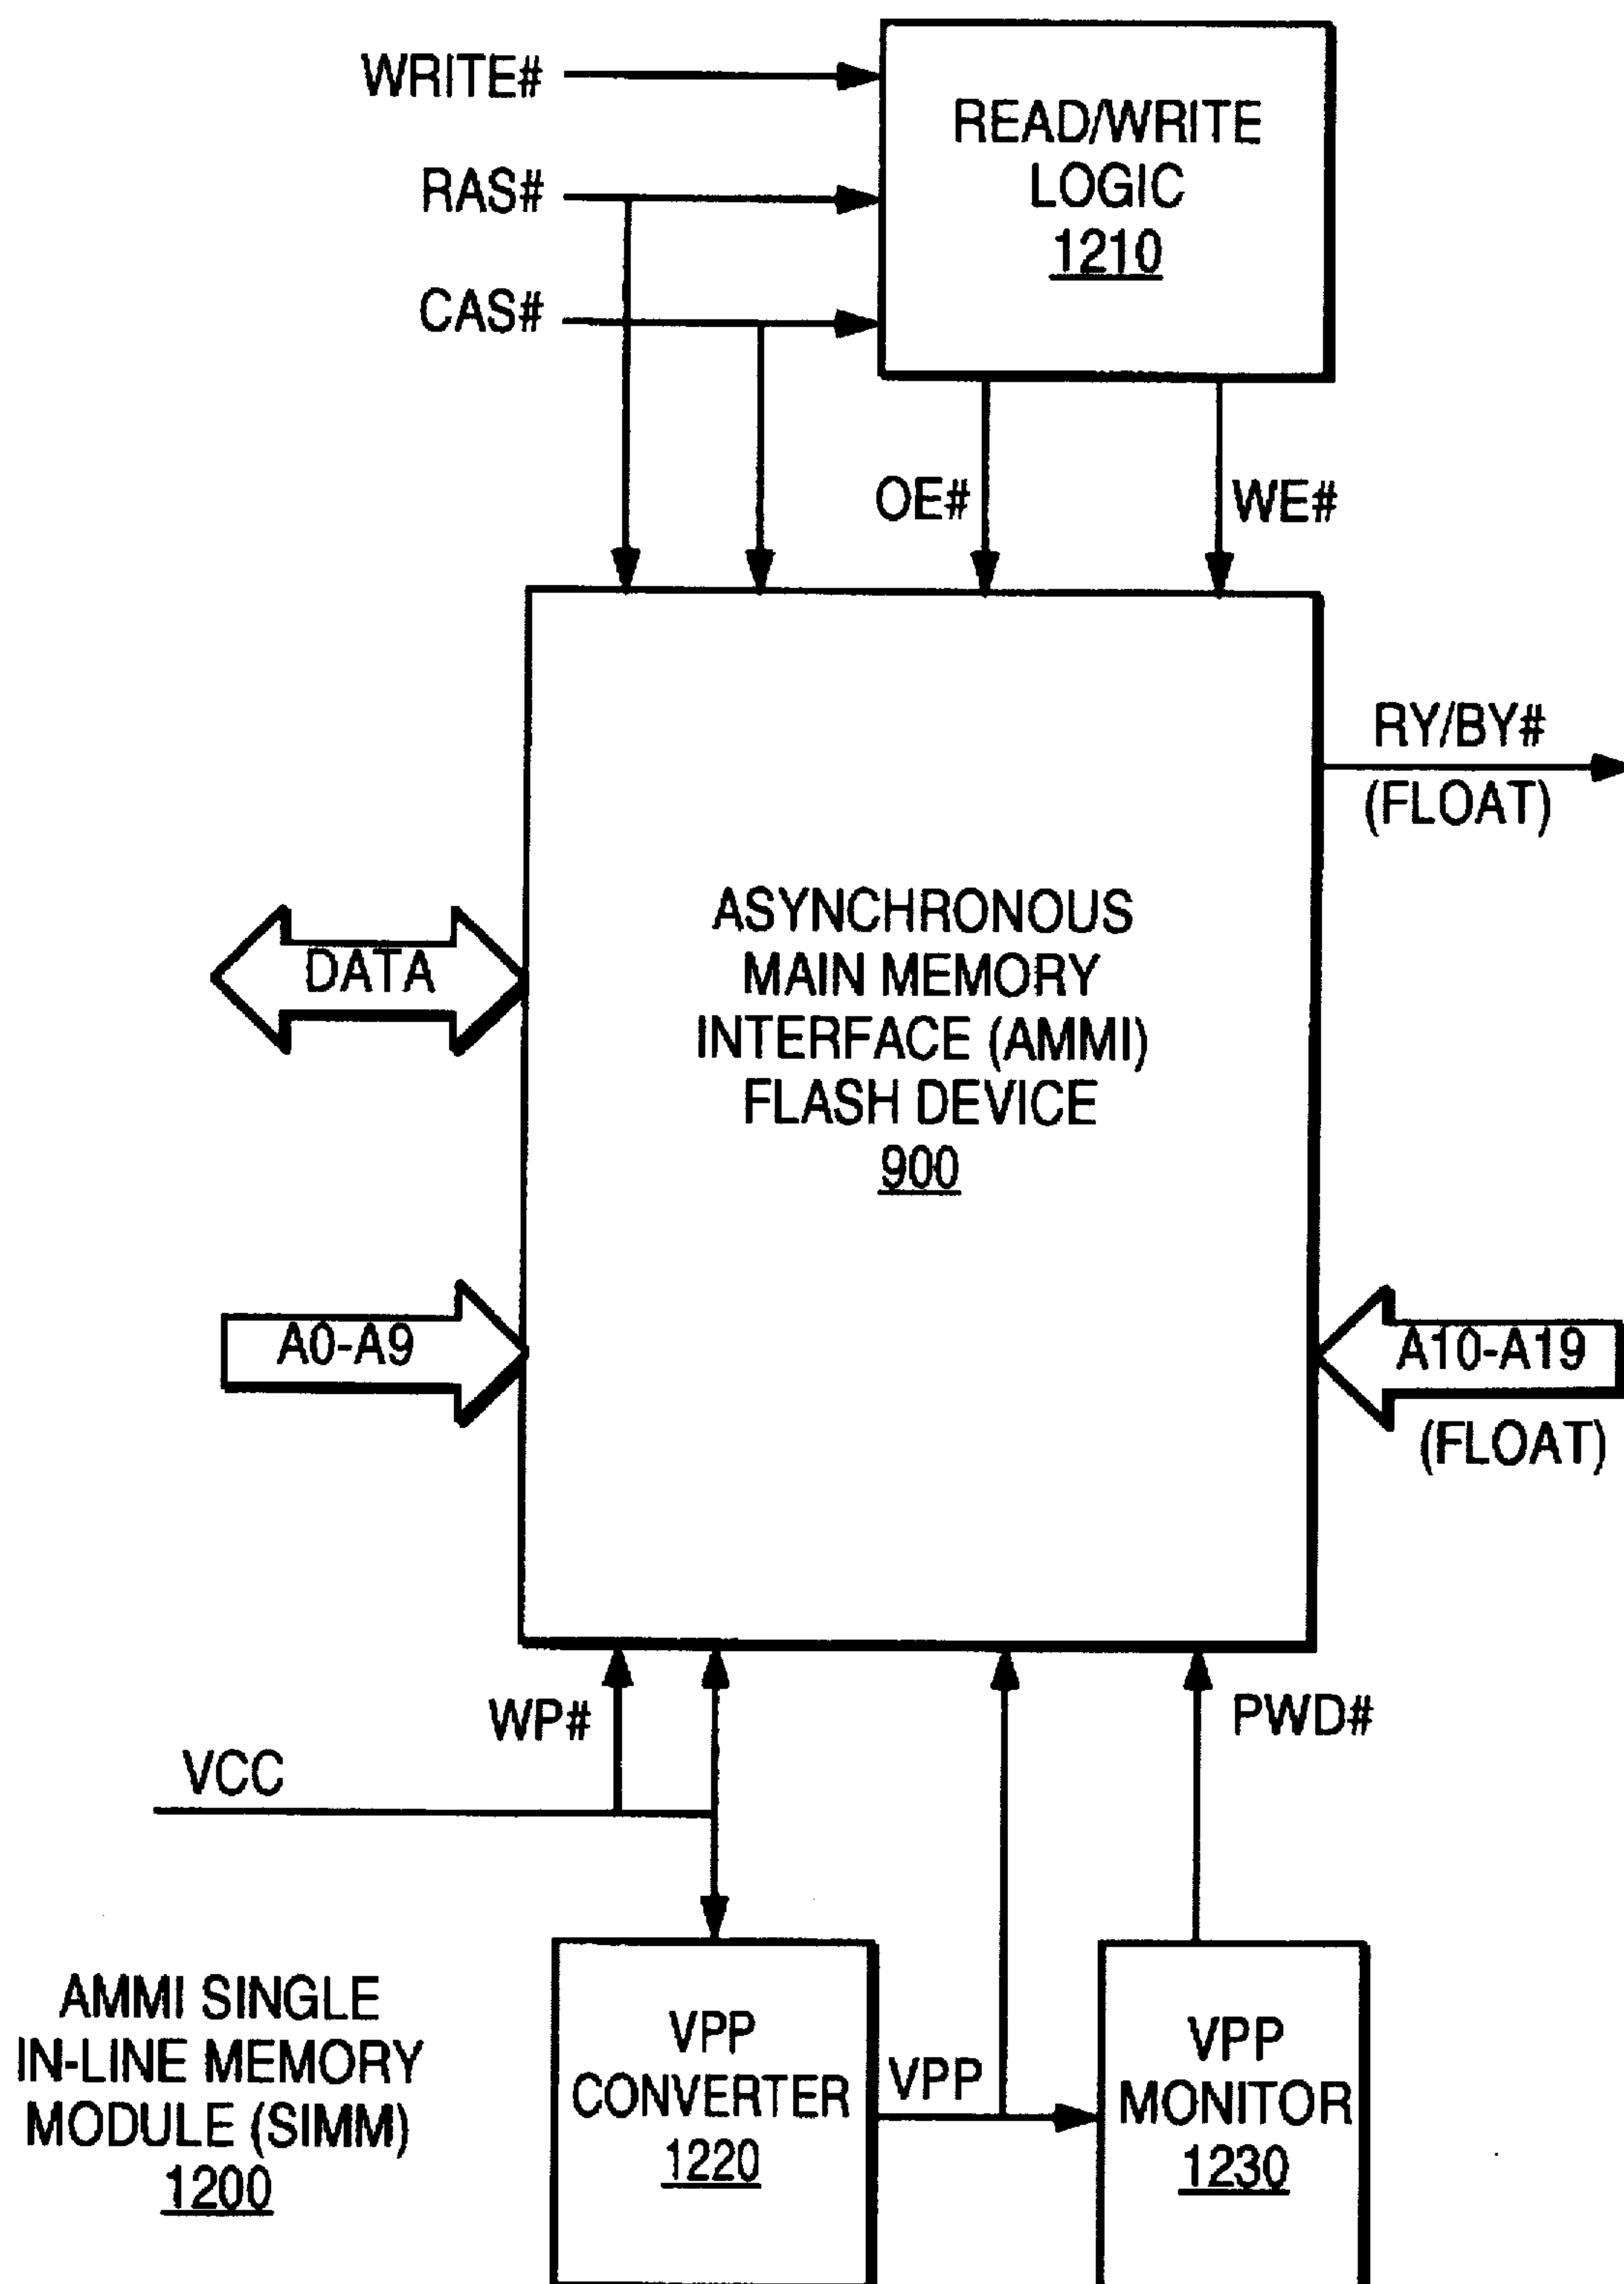 WRITE#
RAS#
CAS#
READ/WRITE
LOGIC
1210
OE#
WE#
RY/BY#
(FLOAT)
DATA
ASYNCHRONOUS
MAIN MEMORY
INTERFACE (AMMI)
FLASH DEVICE
900
A0-A9
A10-A19
(FLOAT)
WP#
PWD#
VCC
AMMI SINGLE
IN-LINE MEMORY
MODULE (SIMM)
1200
VPP
CONVERTER
1220
VPP
VPP
MONITOR
1230